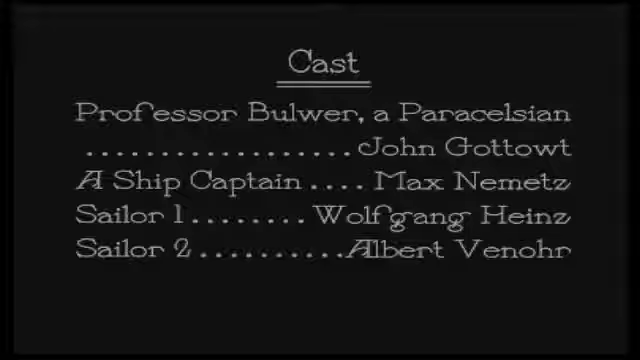 Cast
Professor Bulwer, a Paracelsian
...................John Gottowt
A Ship Captain .... Max Nemetz
Sailor 1........ Wolfgang Heinz
Sailor 2 ..........Albert Venohr